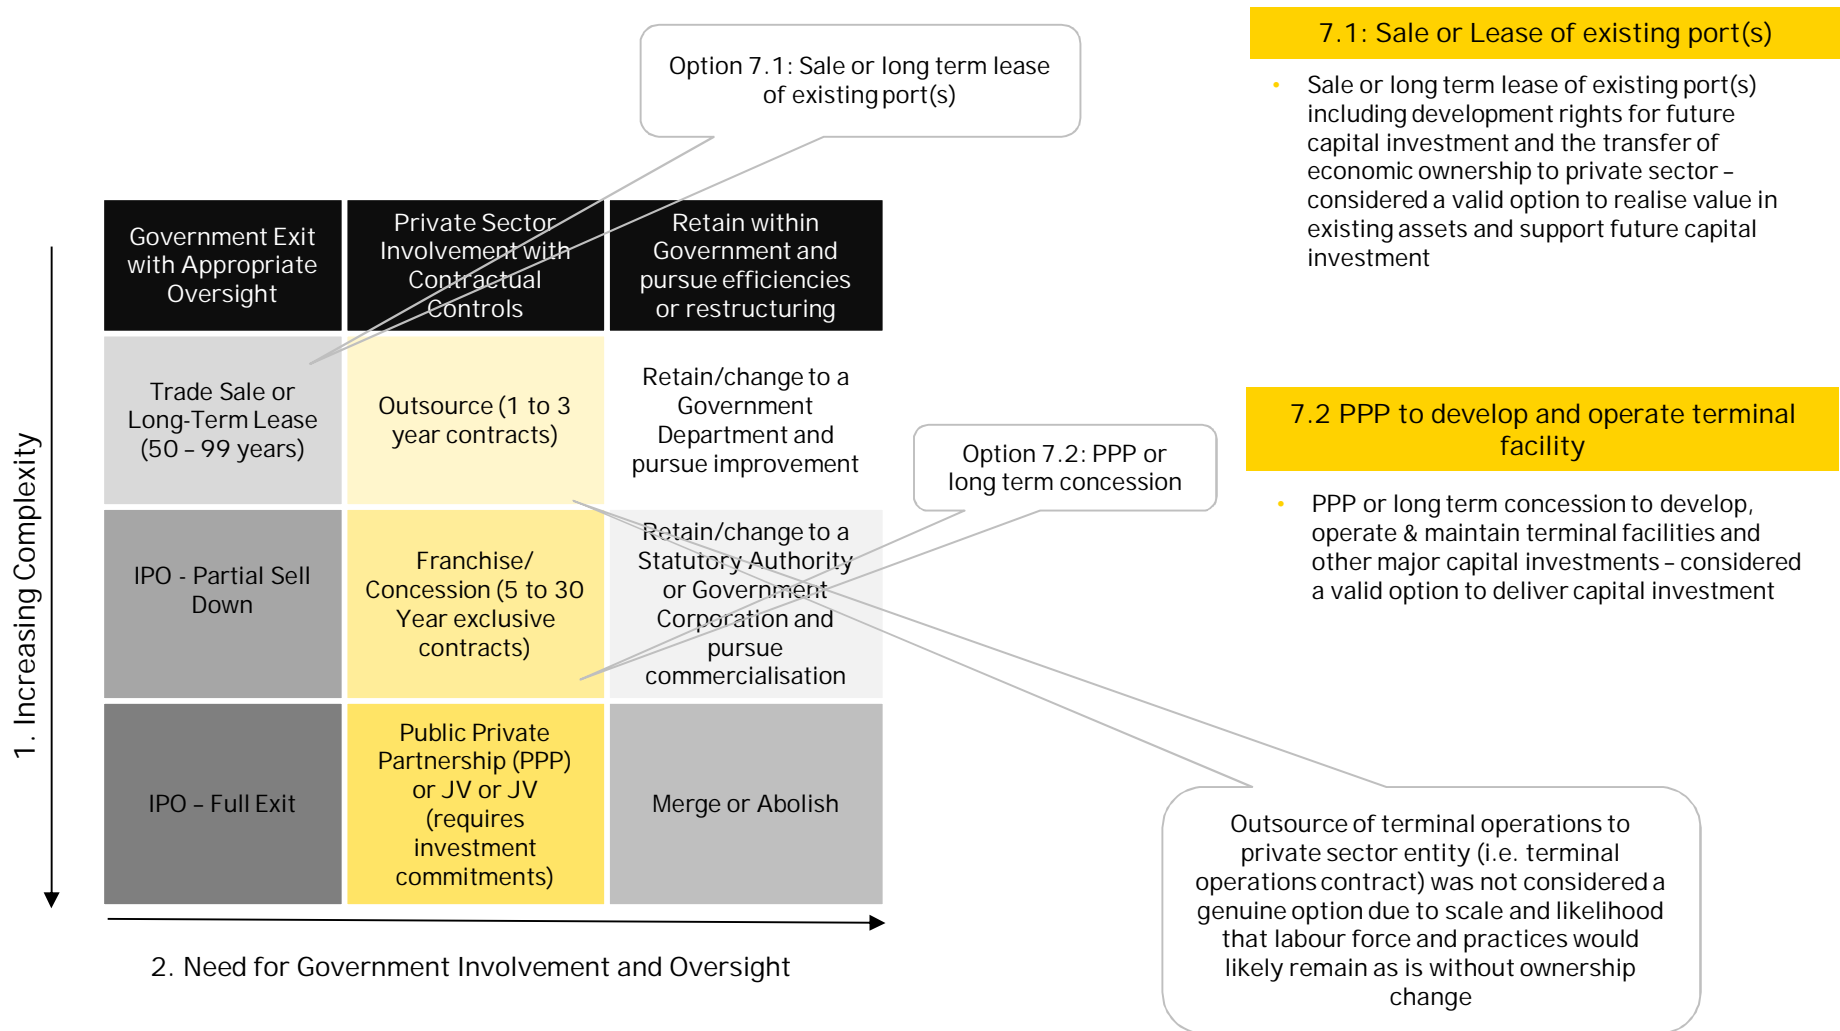 Option 7.1: Sale or long term lease
of existing port(s)
7.1: Sale or Lease of existing port(s)
• Sale or long term lease of existing port(s)
including development rights for future
capital investment and the transfer of
economic ownership to private sector –
considered a valid option to realise value in
existing assets and support future capital
investment
Government Exit
with Appropriate
Oversight
Private Sector
Involvement with
Contractual
Controls
Retain within
Government and
pursue efficiencies
or restructuring
Trade Sale or
Long-Term Lease
(50 – 99 years)
Outsource (1 to 3
year contracts)
Retain/change to a
Government
Department and
pursue improvement
Option 7.2: PPP or
long term concession
7.2 PPP to develop and operate terminal
facility
• PPP or long term concession to develop,
operate & maintain terminal facilities and
other major capital investments – considered
a valid option to deliver capital investment
IPO - Partial Sell
Down
Franchise/
Concession (5 to 30
Year exclusive
contracts)
Retain/change to a
Statutory Authority
or Government
Corporation and
pursue
commercialisation
IPO – Full Exit
Public Private
Partnership (PPP)
or JV or JV
(requires
investment
commitments)
Merge or Abolish
Outsource of terminal operations to
private sector entity (i.e. terminal
operations contract) was not considered a
genuine option due to scale and likelihood
that labour force and practices would
likely remain as is without ownership
change
1. Increasing Complexity
2. Need for Government Involvement and Oversight